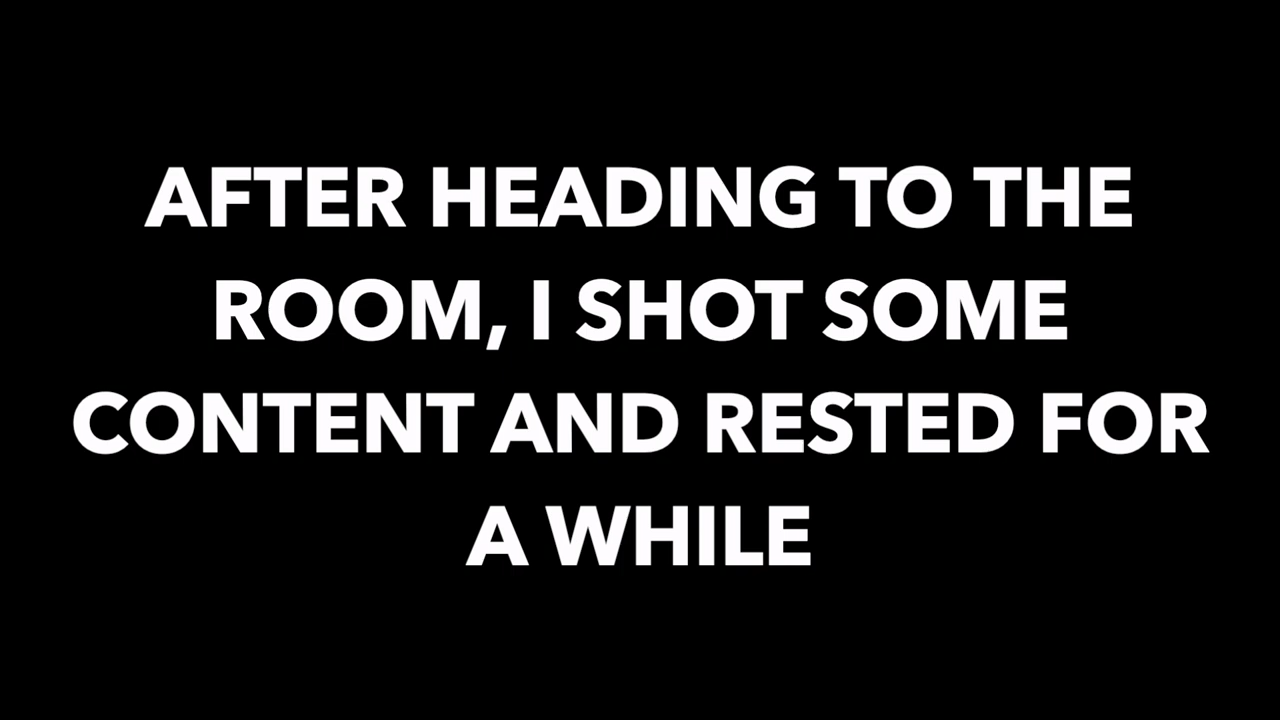 AFTER HEADING TO THE
ROOM, I SHOT SOME
CONTENT AND RESTED FOR
A WHILE